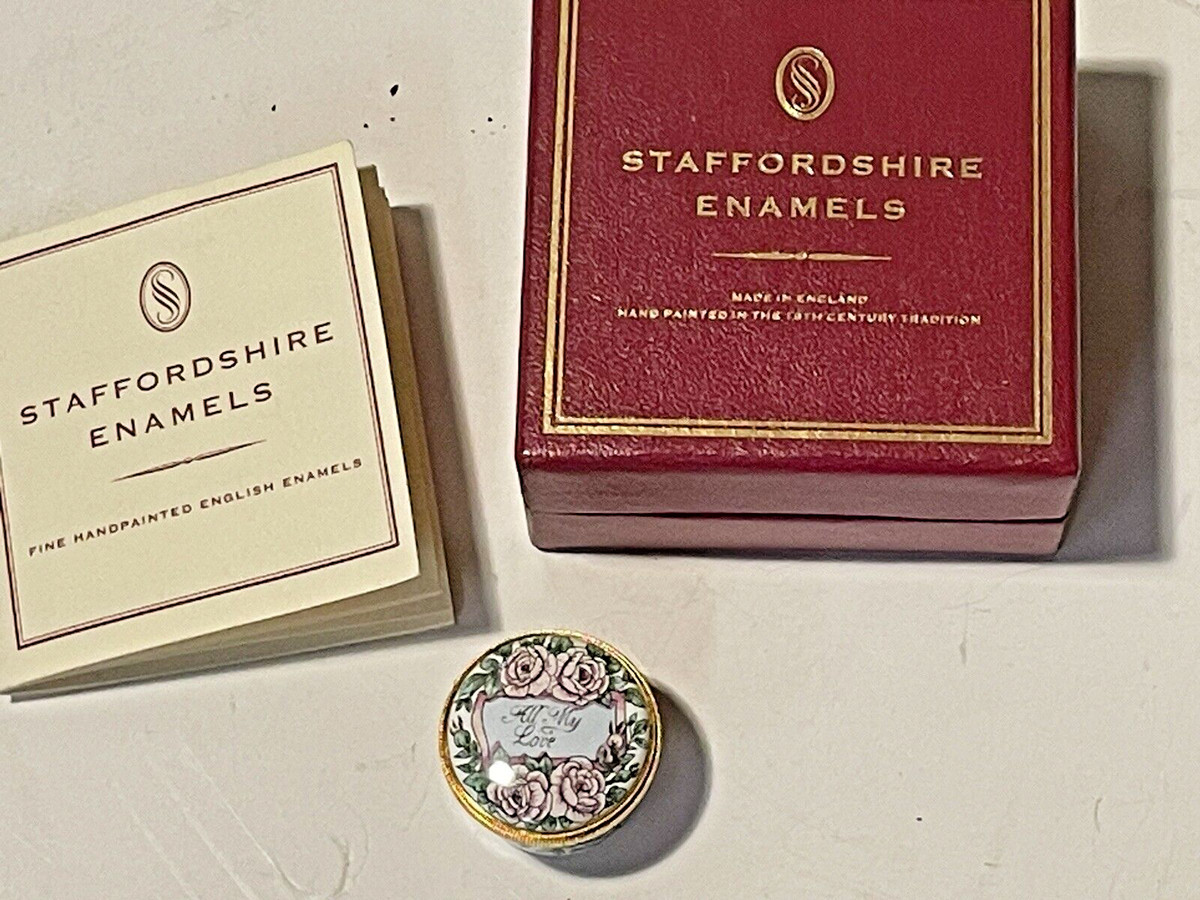 STAFFORDSHIRE
ENAMELS
FINE HANDPAINTED ENGLISH ENAMELS
STAFFORDSHIRE
ENAMELS
MADE IN ENGLAND
HAND PAINTED IN THE 18TH CENTURY TRADITION
All My
Love